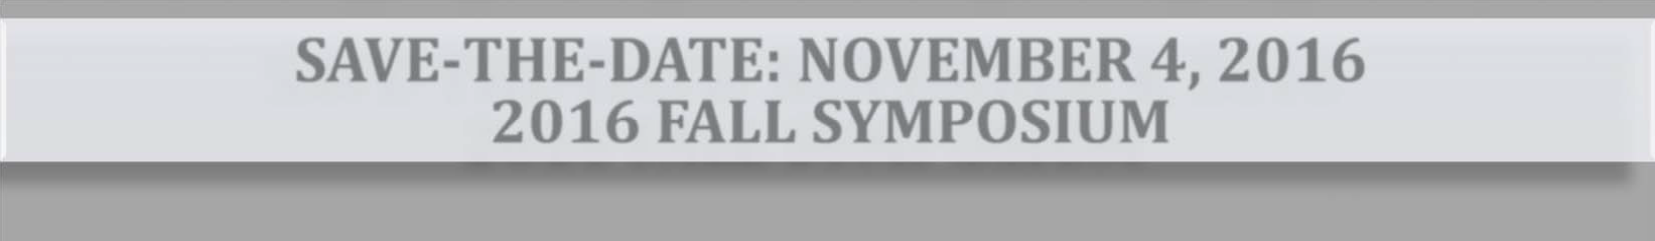 SAVE-THE-DATE: NOVEMBER 4, 2016
2016 FALL SYMPOSIUM